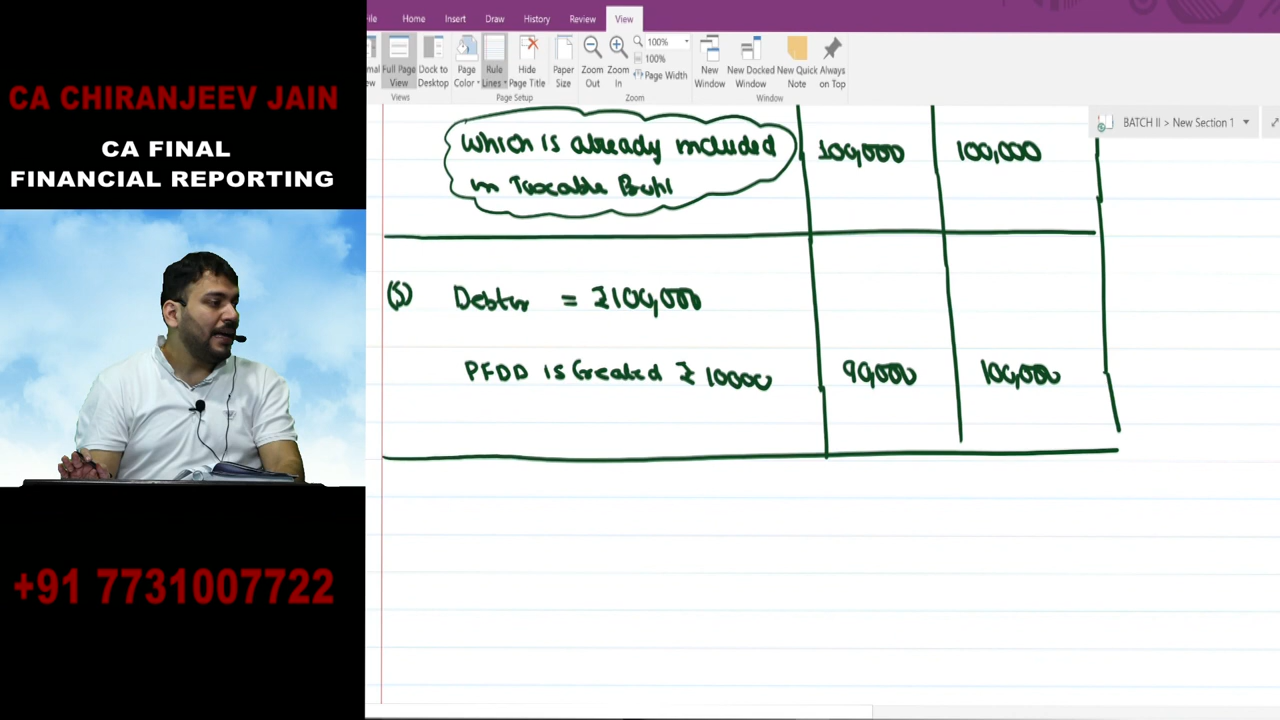 CA CHIRANJEEV JAIN
CA FINAL
FINANCIAL REPORTING
+91 7731007722
File Home Insert Draw History Review View
Full Page View
Dock to Desktop
Views
Page Color
Rule Lines
Hide Page Title
Paper Size
Page Setup
Zoom Out
Zoom In
100%
100%
Page Width
Zoom
New Window
New Docked Window
New Quick Note
Always on Top
Window
BATCH II > New Section 1
which is already included 100,000 100,000
in Taxable Profit
(5) Debtor = ₹100,000
PFDD is Created ₹ 10000 90,000 100,000